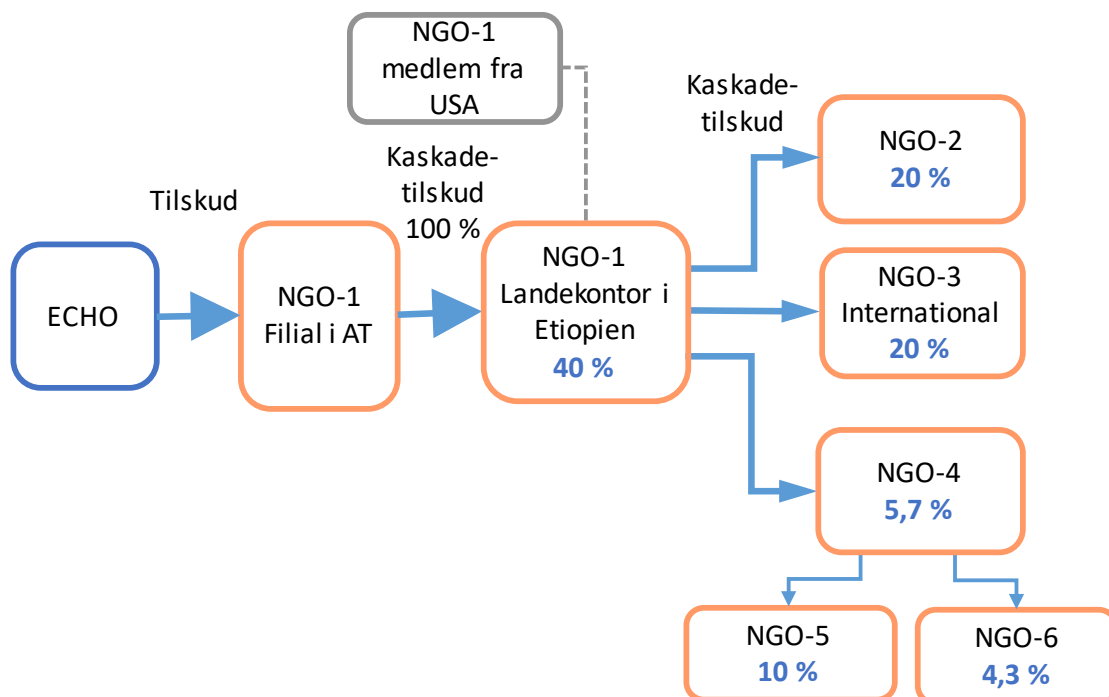 NGO-1
medlem fra
USA
Kaskade-
tilskud
Kaskade-
tilskud
100 %
Tilskud
ECHO
NGO-1
Filial i AT
NGO-1
Landekontor i
Etiopien
40 %
NGO-2
20 %
NGO-3
International
20 %
NGO-4
5,7 %
NGO-5
10 %
NGO-6
4,3 %